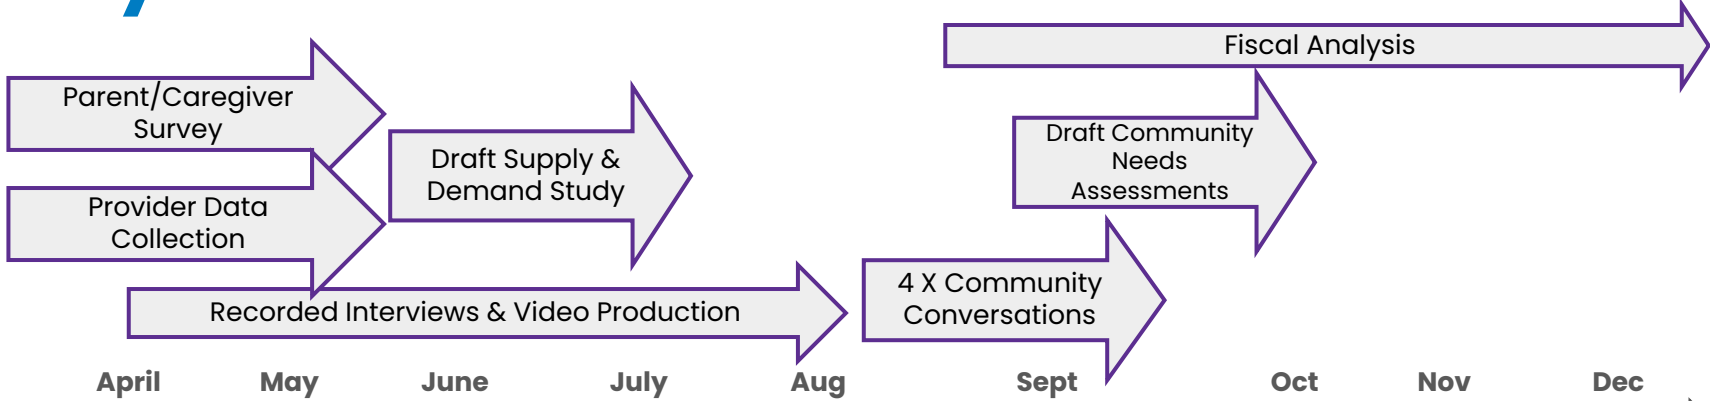 Fiscal Analysis
Parent/Caregiver
Survey
Draft Community
Needs
Assessments
Draft Supply &
Demand Study
Provider Data
Collection
4 X Community
Conversations
Recorded Interviews & Video Production
April May June July Aug Sept Oct Nov Dec